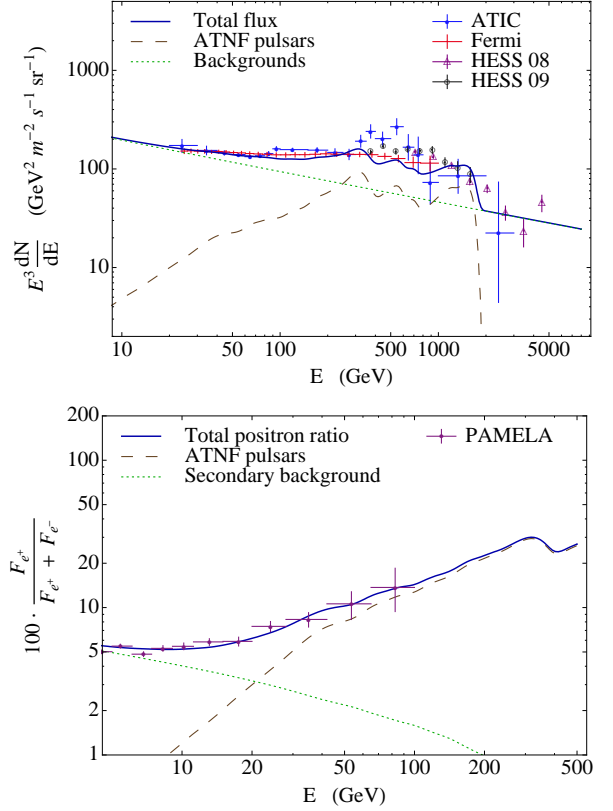 Total flux
ATNF pulsars
Backgrounds
ATIC
Fermi
HESS 08
HESS 09
1000
100
10
E³ dN/dE (GeV² m⁻² s⁻¹ sr⁻¹)
10 50 100 500 1000 5000
E (GeV)
Total positron ratio
ATNF pulsars
Secondary background
PAMELA
200
100
50
20
10
5
2
1
100 · F_{e⁺} / (F_{e⁺} + F_{e⁻})
10 20 50 100 200 500
E (GeV)